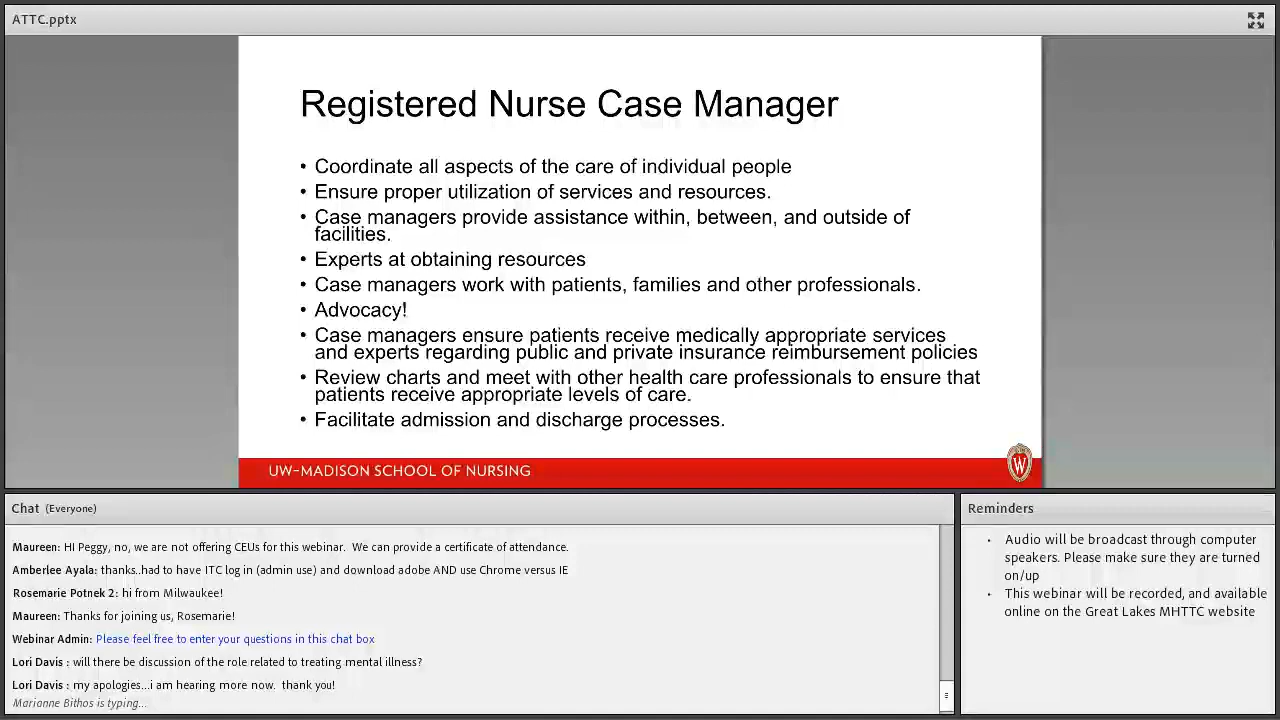 ATTC.pptx
Registered Nurse Case Manager
• Coordinate all aspects of the care of individual people
• Ensure proper utilization of services and resources.
• Case managers provide assistance within, between, and outside of
facilities.
• Experts at obtaining resources
• Case managers work with patients, families and other professionals.
• Advocacy!
• Case managers ensure patients receive medically appropriate services
and experts regarding public and private insurance reimbursement policies
• Review charts and meet with other health care professionals to ensure that
patients receive appropriate levels of care.
• Facilitate admission and discharge processes.
UW-MADISON SCHOOL OF NURSING
W
Chat (Everyone)
Maureen: HI Peggy, no, we are not offering CEUs for this webinar. We can provide a certificate of attendance.
Amberlee Ayala: thanks..had to have ITC log in (admin use) and download adobe AND use Chrome versus IE
Rosemarie Potnek 2: hi from Milwaukee!
Maureen: Thanks for joining us, Rosemarie!
Webinar Admin: Please feel free to enter your questions in this chat box
Lori Davis : will there be discussion of the role related to treating mental illness?
Lori Davis : my apologies...i am hearing more now. thank you!
Marianne Bithos is typing...
Reminders
• Audio will be broadcast through computer
speakers. Please make sure they are turned
on/up
• This webinar will be recorded, and available
online on the Great Lakes MHTTC website